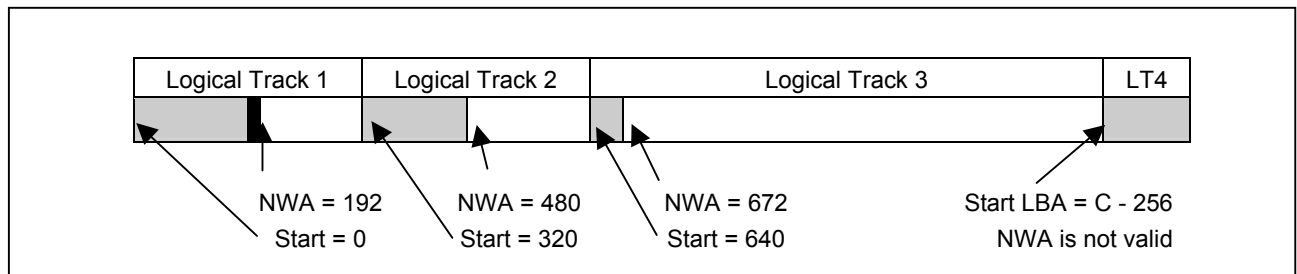 Logical Track 1 Logical Track 2 Logical Track 3 LT4
NWA = 192 NWA = 480 NWA = 672 Start LBA = C - 256
Start = 0 Start = 320 Start = 640 NWA is not valid